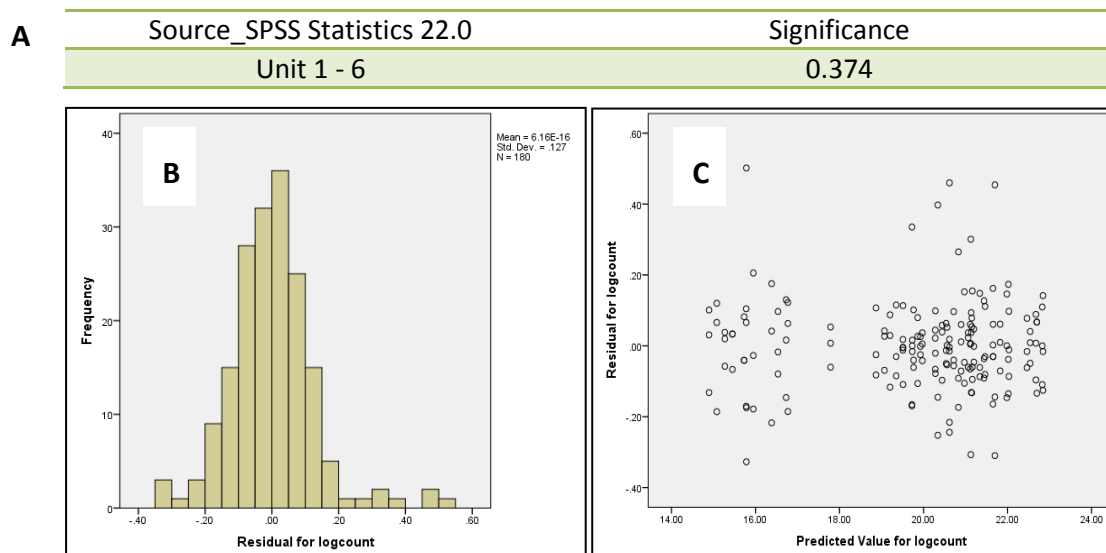 A
Source_SPSS Statistics 22.0 Significance
Unit 1 - 6 0.374
B
Mean = 6.16E-16
Std. Dev. = .127
N = 180
40
30
20
10
0
Frequency
-.40 -.20 .00 .20 .40 .60
Residual for logcount
C
.60
.40
.20
.00
-.20
-.40
Residual for logcount
14.00 16.00 18.00 20.00 22.00 24.00
Predicted Value for logcount